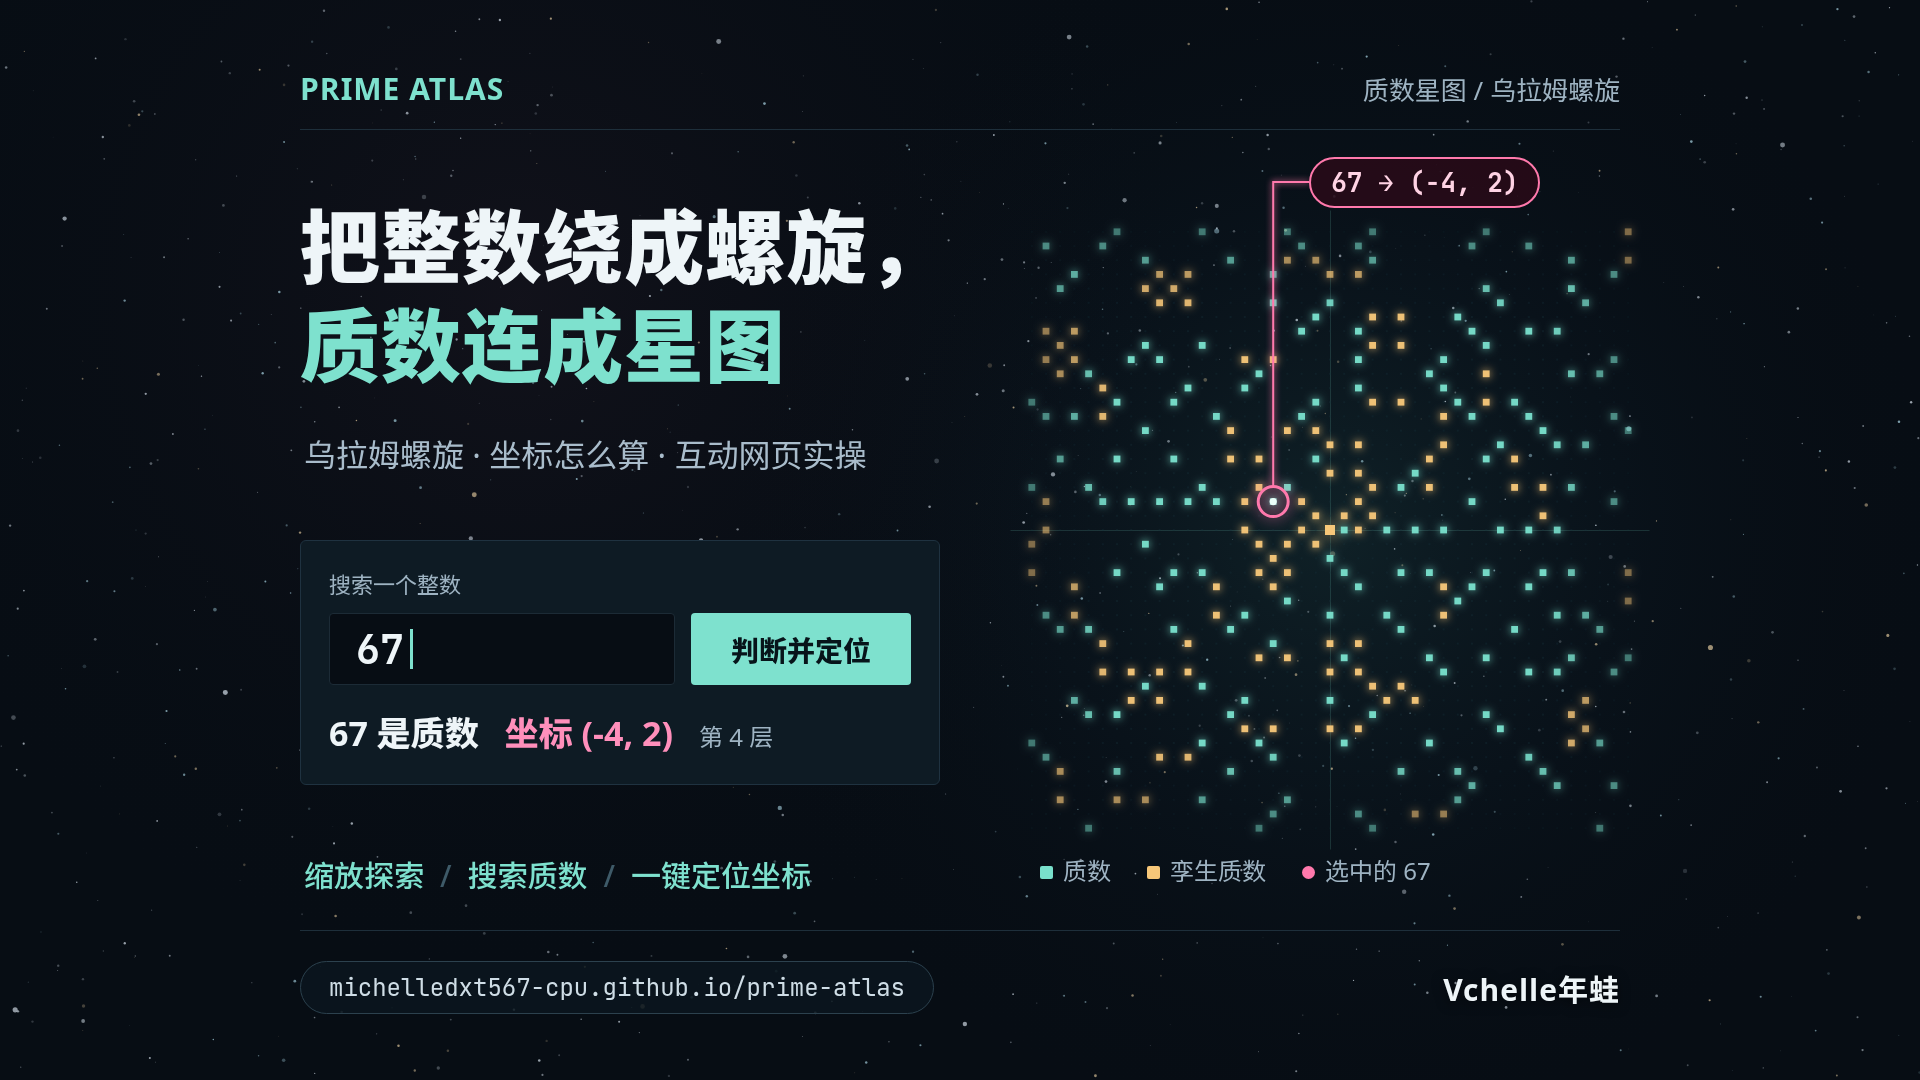 PRIME ATLAS
质数星图 / 乌拉姆螺旋
把整数绕成螺旋，
质数连成星图
乌拉姆螺旋 · 坐标怎么算 · 互动网页实操
搜索一个整数
67
判断并定位
67 是质数 坐标 (-4, 2) 第 4 层
缩放探索 / 搜索质数 / 一键定位坐标
67 → (-4, 2)
质数 孪生质数 选中的 67
michelledxt567-cpu.github.io/prime-atlas
Vchelle年蛙